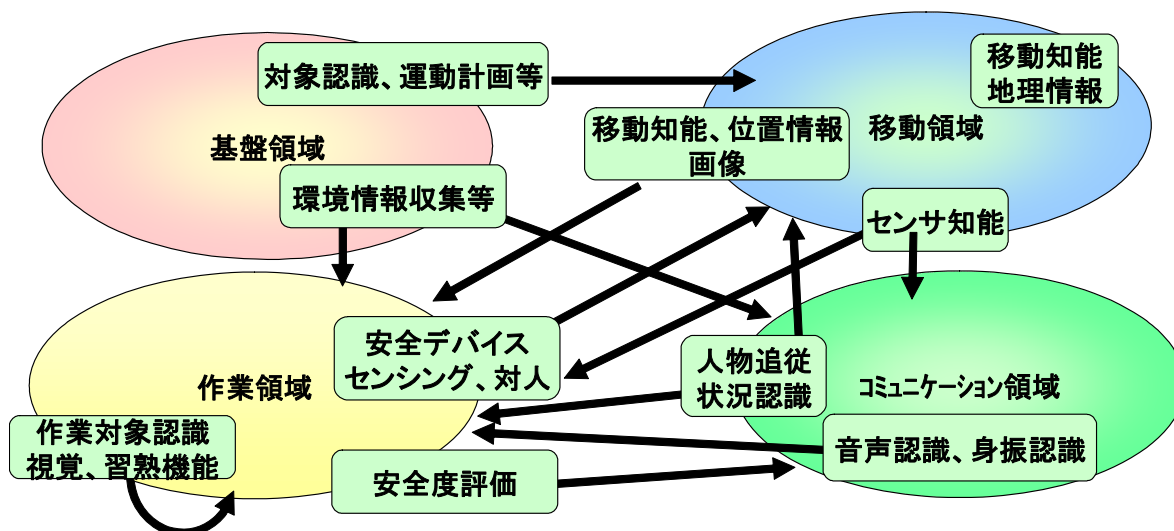 対象認識、運動計画等
移動知能
地理情報
基盤領域
移動知能、位置情報
画像
移動領域
環境情報収集等
センサ知能
安全デバイス
センシング、対人
人物追従
状況認識
作業領域
コミュニケーション領域
作業対象認識
視覚、習熟機能
音声認識、身振認識
安全度評価